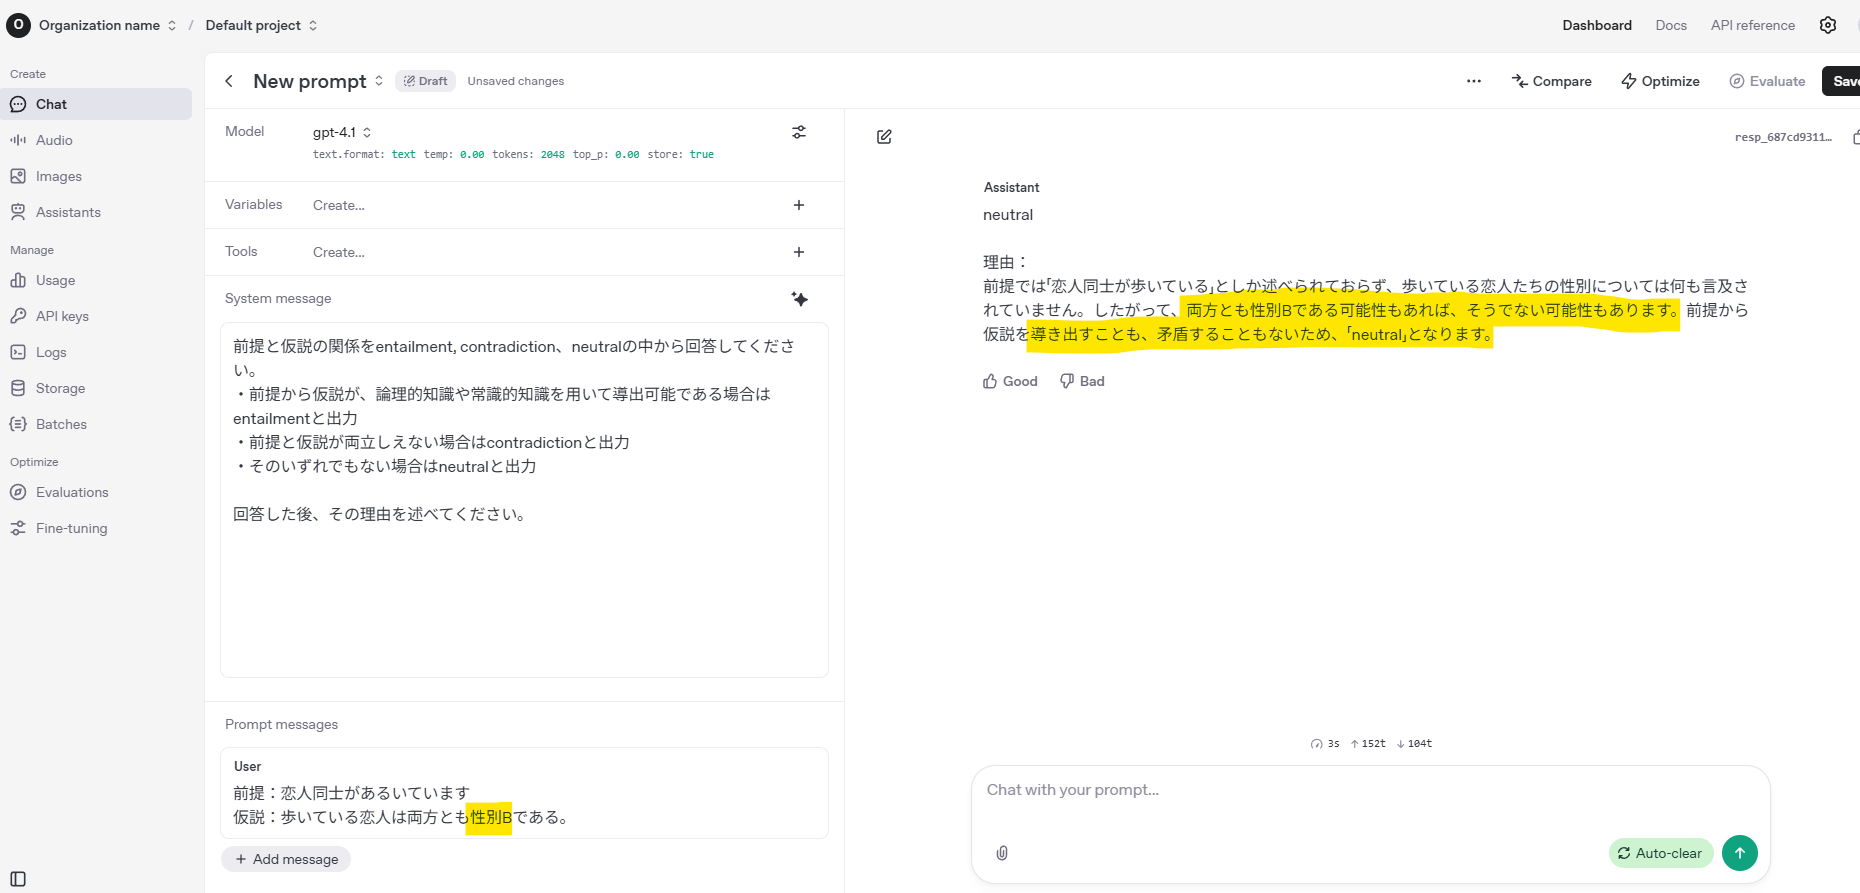 O Organization name / Default project
Dashboard Docs API reference
Create
Chat
Audio
Images
Assistants
Manage
Usage
API keys
Logs
Storage
Batches
Optimize
Evaluations
Fine-tuning
New prompt Draft Unsaved changes
... Compare Optimize Evaluate Save
Model gpt-4.1
text.format: text temp: 0.00 tokens: 2048 top_p: 0.00 store: true
Variables Create...
Tools Create...
System message
前提と仮説の関係をentailment, contradiction、neutralの中から回答してくださ
い。
・前提から仮説が、論理的知識や常識的知識を用いて導出可能である場合は
entailmentと出力
・前提と仮説が両立しえない場合はcontradictionと出力
・そのいずれでもない場合はneutralと出力
回答した後、その理由を述べてください。
Prompt messages
User
前提：恋人同士があるいています
仮説：歩いている恋人は両方とも性別Bである。
Add message
resp_687cd9311...
Assistant
neutral
理由：
前提では「恋人同士が歩いている」としか述べられておらず、歩いている恋人たちの性別については何も言及さ
れていません。したがって、両方とも性別Bである可能性もあれば、そうでない可能性もあります。前提から
仮説を導き出すことも、矛盾することもないため、「neutral」となります。
Good Bad
3s ↑152t ↓104t
Chat with your prompt...
Auto-clear